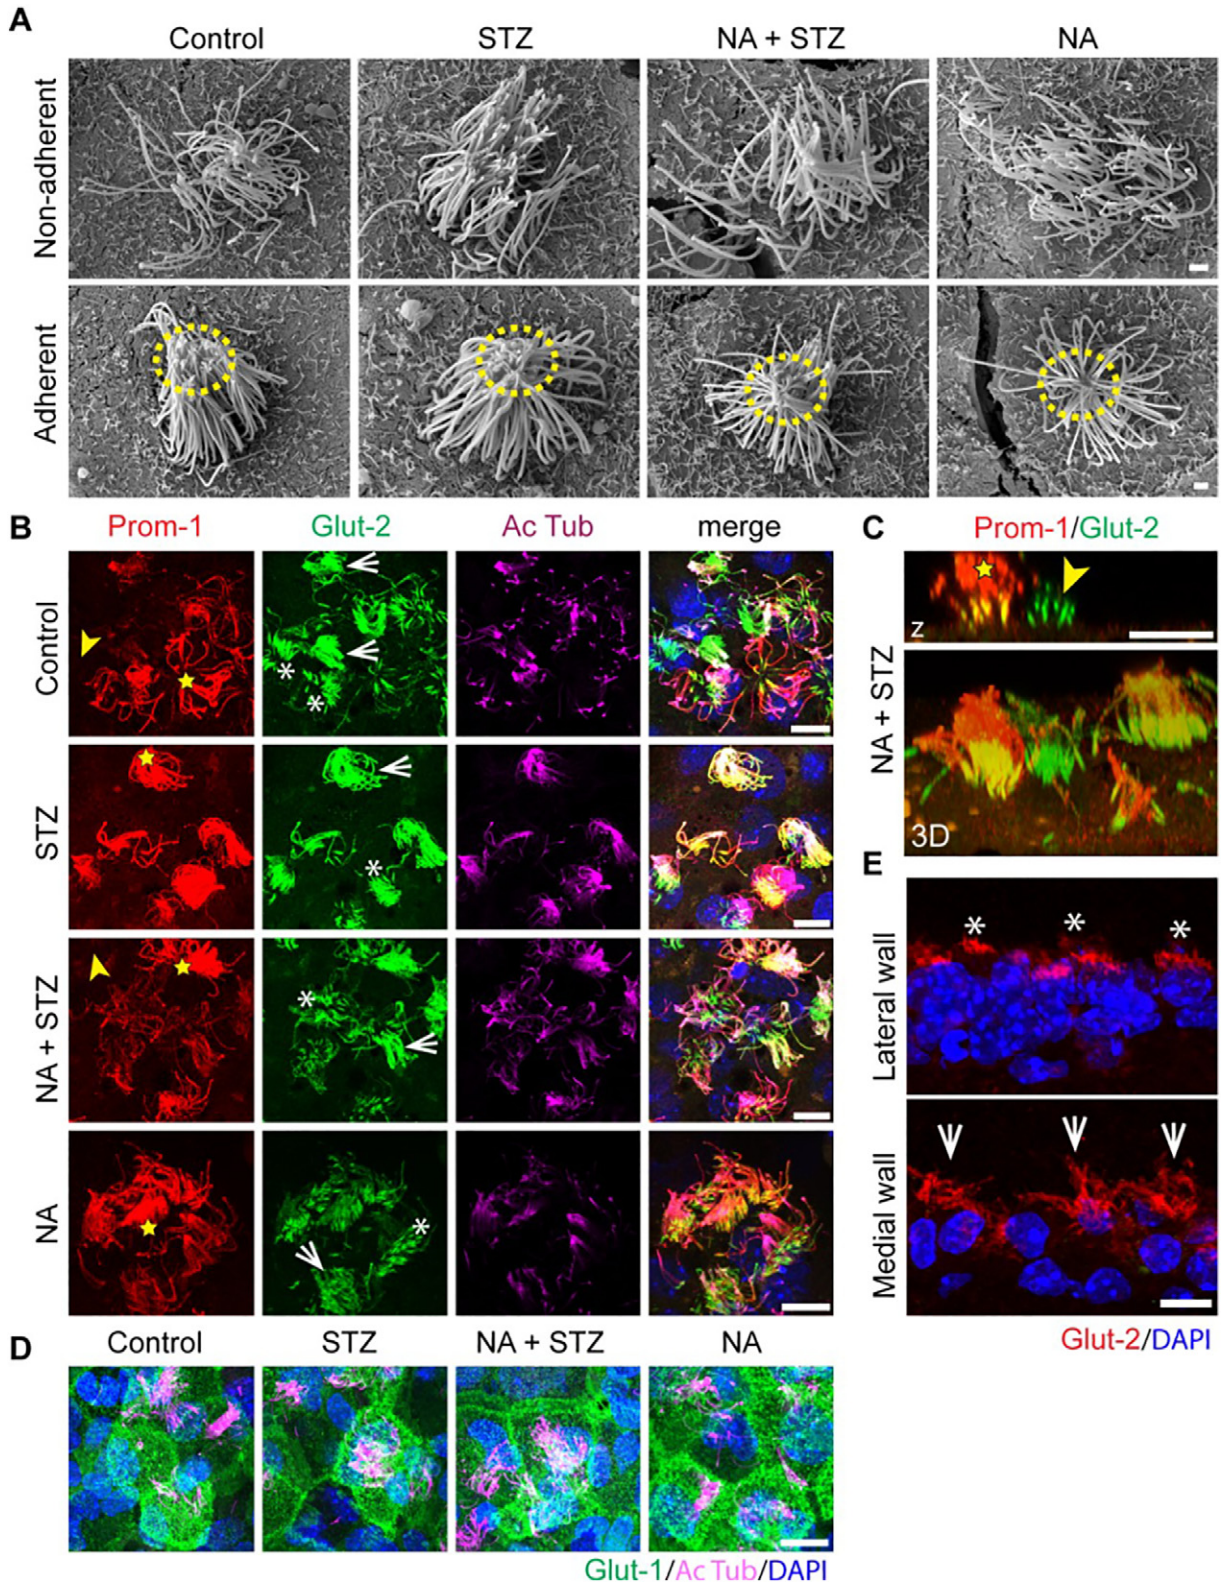 A
Control STZ NA + STZ NA
Non-adherent
Adherent
B
Prom-1 Glut-2 Ac Tub merge
Control
STZ
NA + STZ
NA
C
Prom-1/Glut-2
NA + STZ
z
3D
D
Control STZ NA + STZ NA
Glut-1/Ac Tub/DAPI
E
Lateral wall
* * *
Medial wall
Glut-2/DAPI